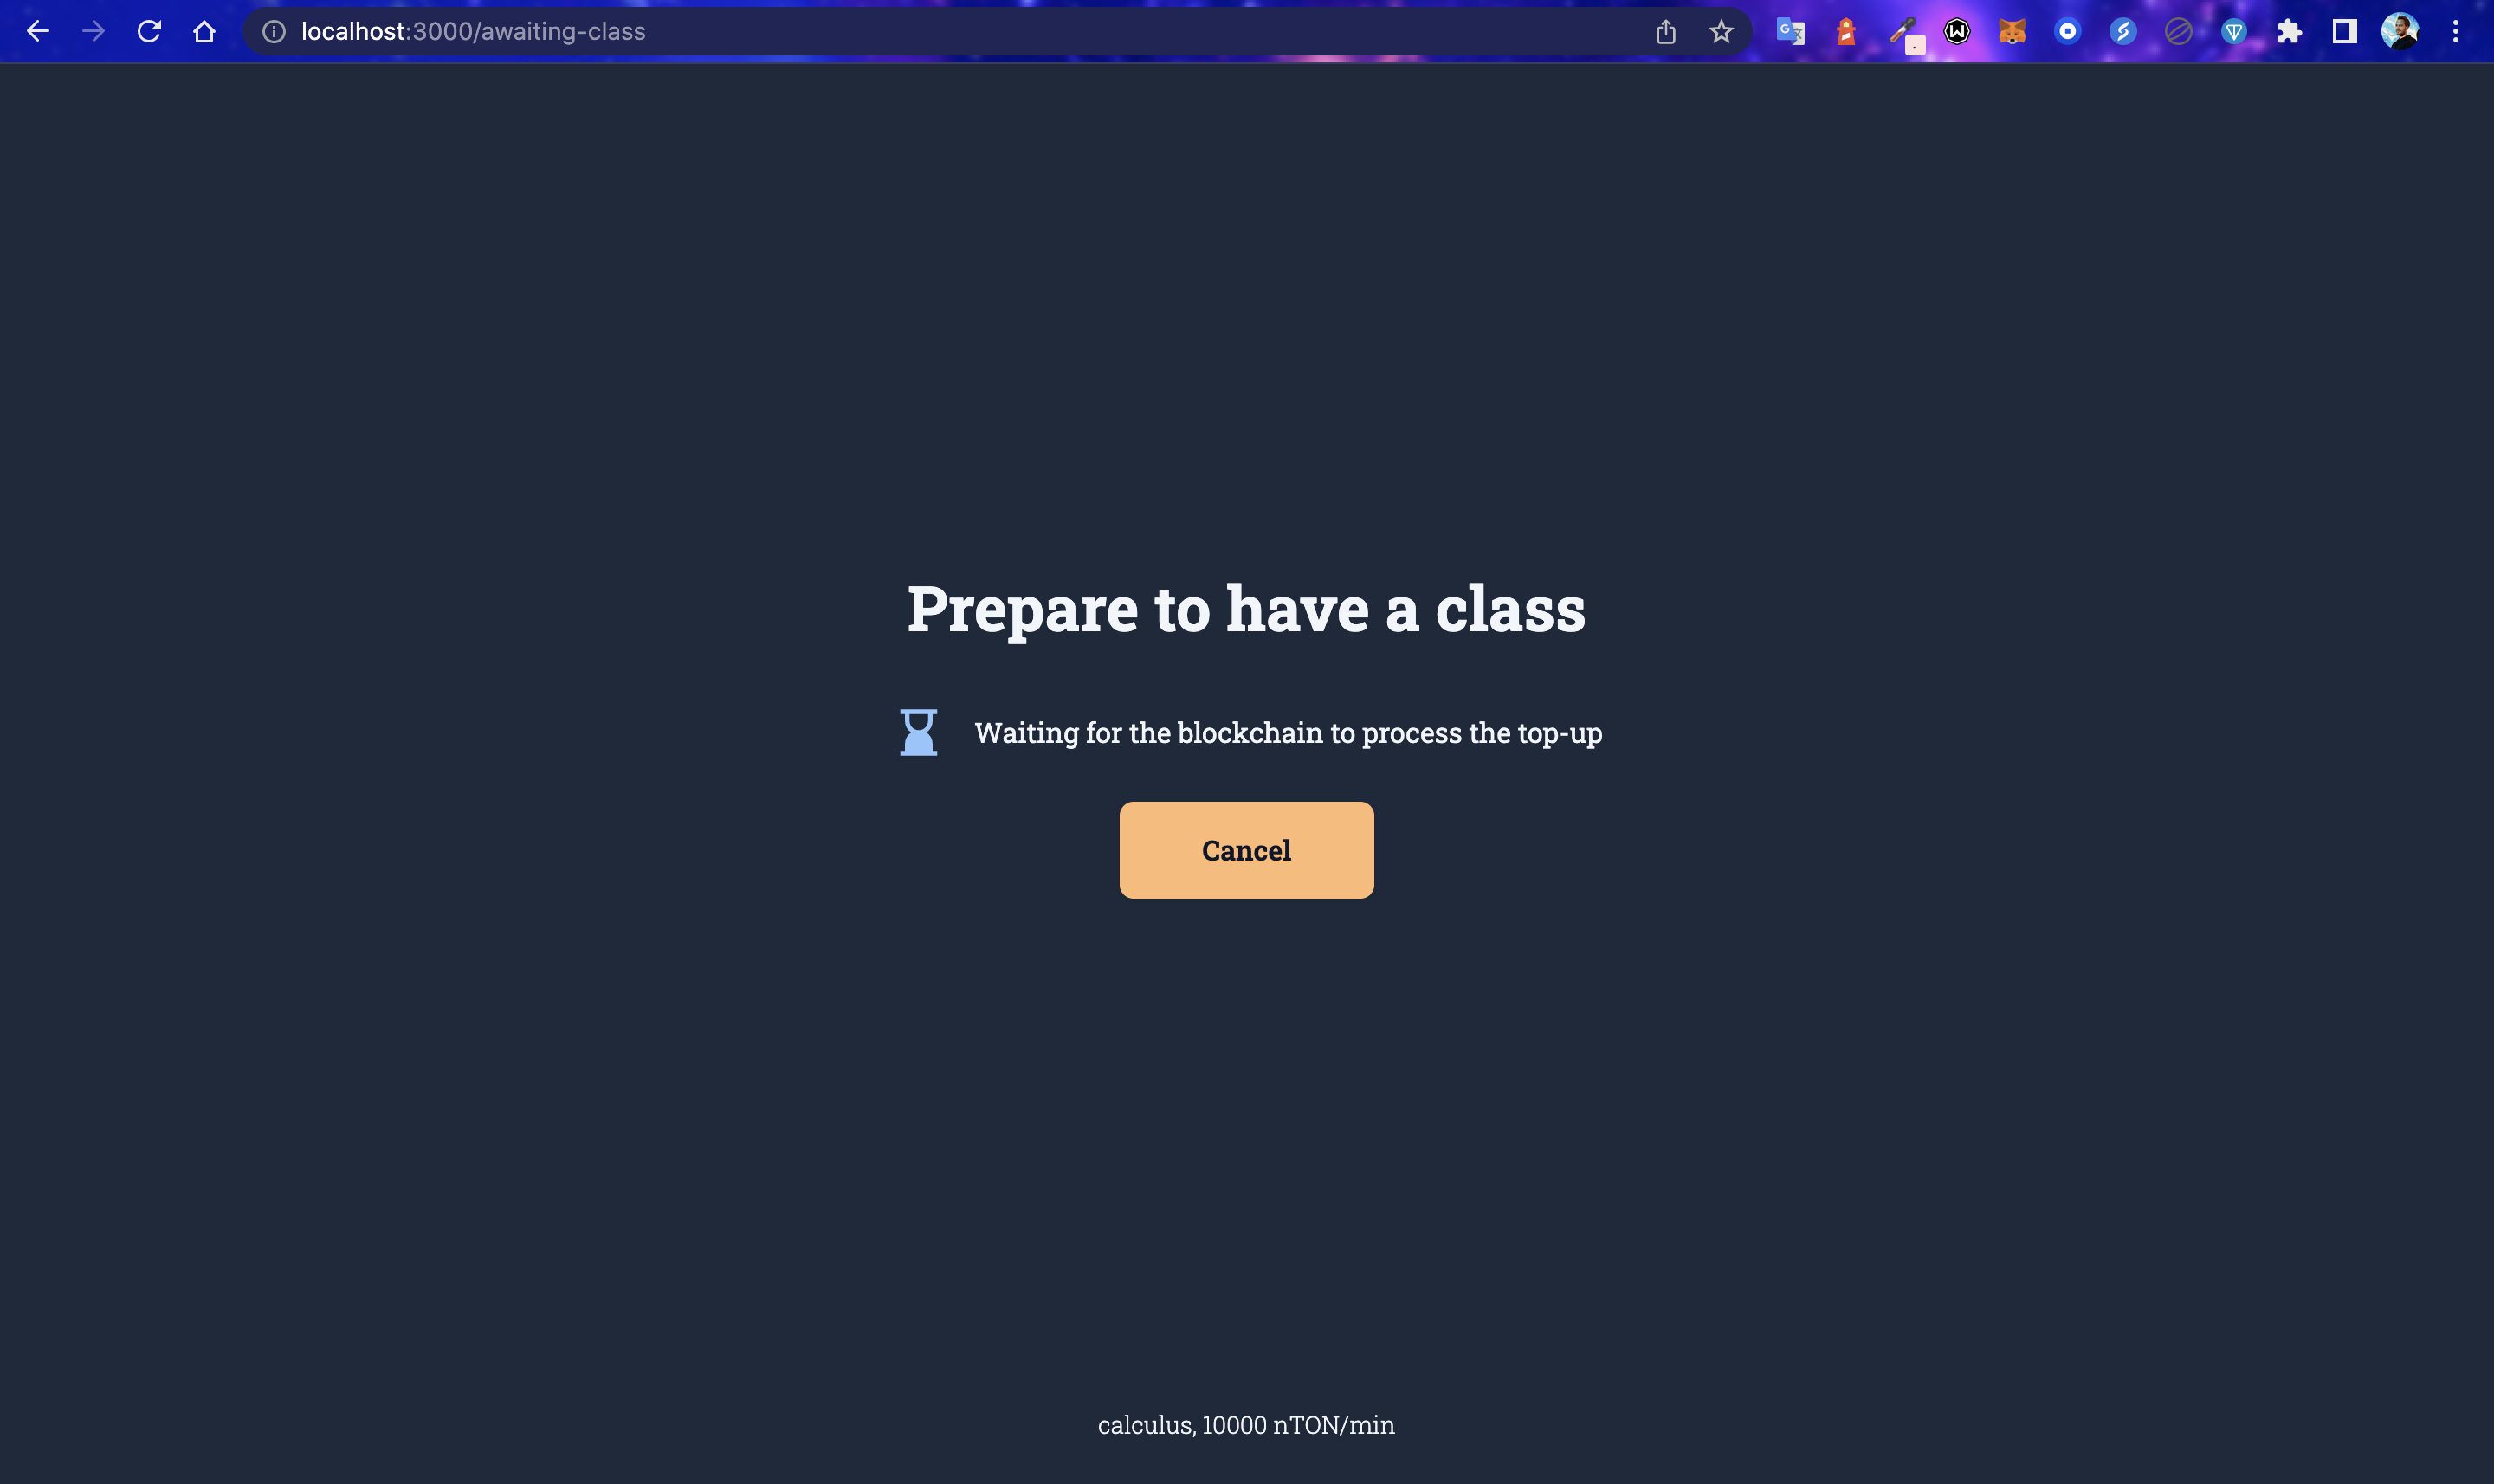 localhost:3000/awaiting-class
Prepare to have a class
Waiting for the blockchain to process the top-up
Cancel
calculus, 10000 nTON/min